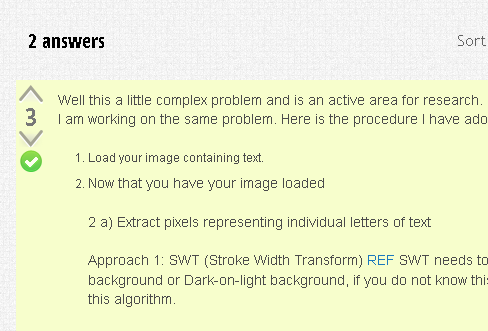 2 answers
Sort
Well this a little complex problem and is an active area for research.
3
I am working on the same problem. Here is the procedure I have ado
1. Load your image containing text.
2. Now that you have your image loaded
2 a) Extract pixels representing individual letters of text
Approach 1: SWT (Stroke Width Transform) REF SWT needs to
background or Dark-on-light background, if you do not know this
this algorithm.